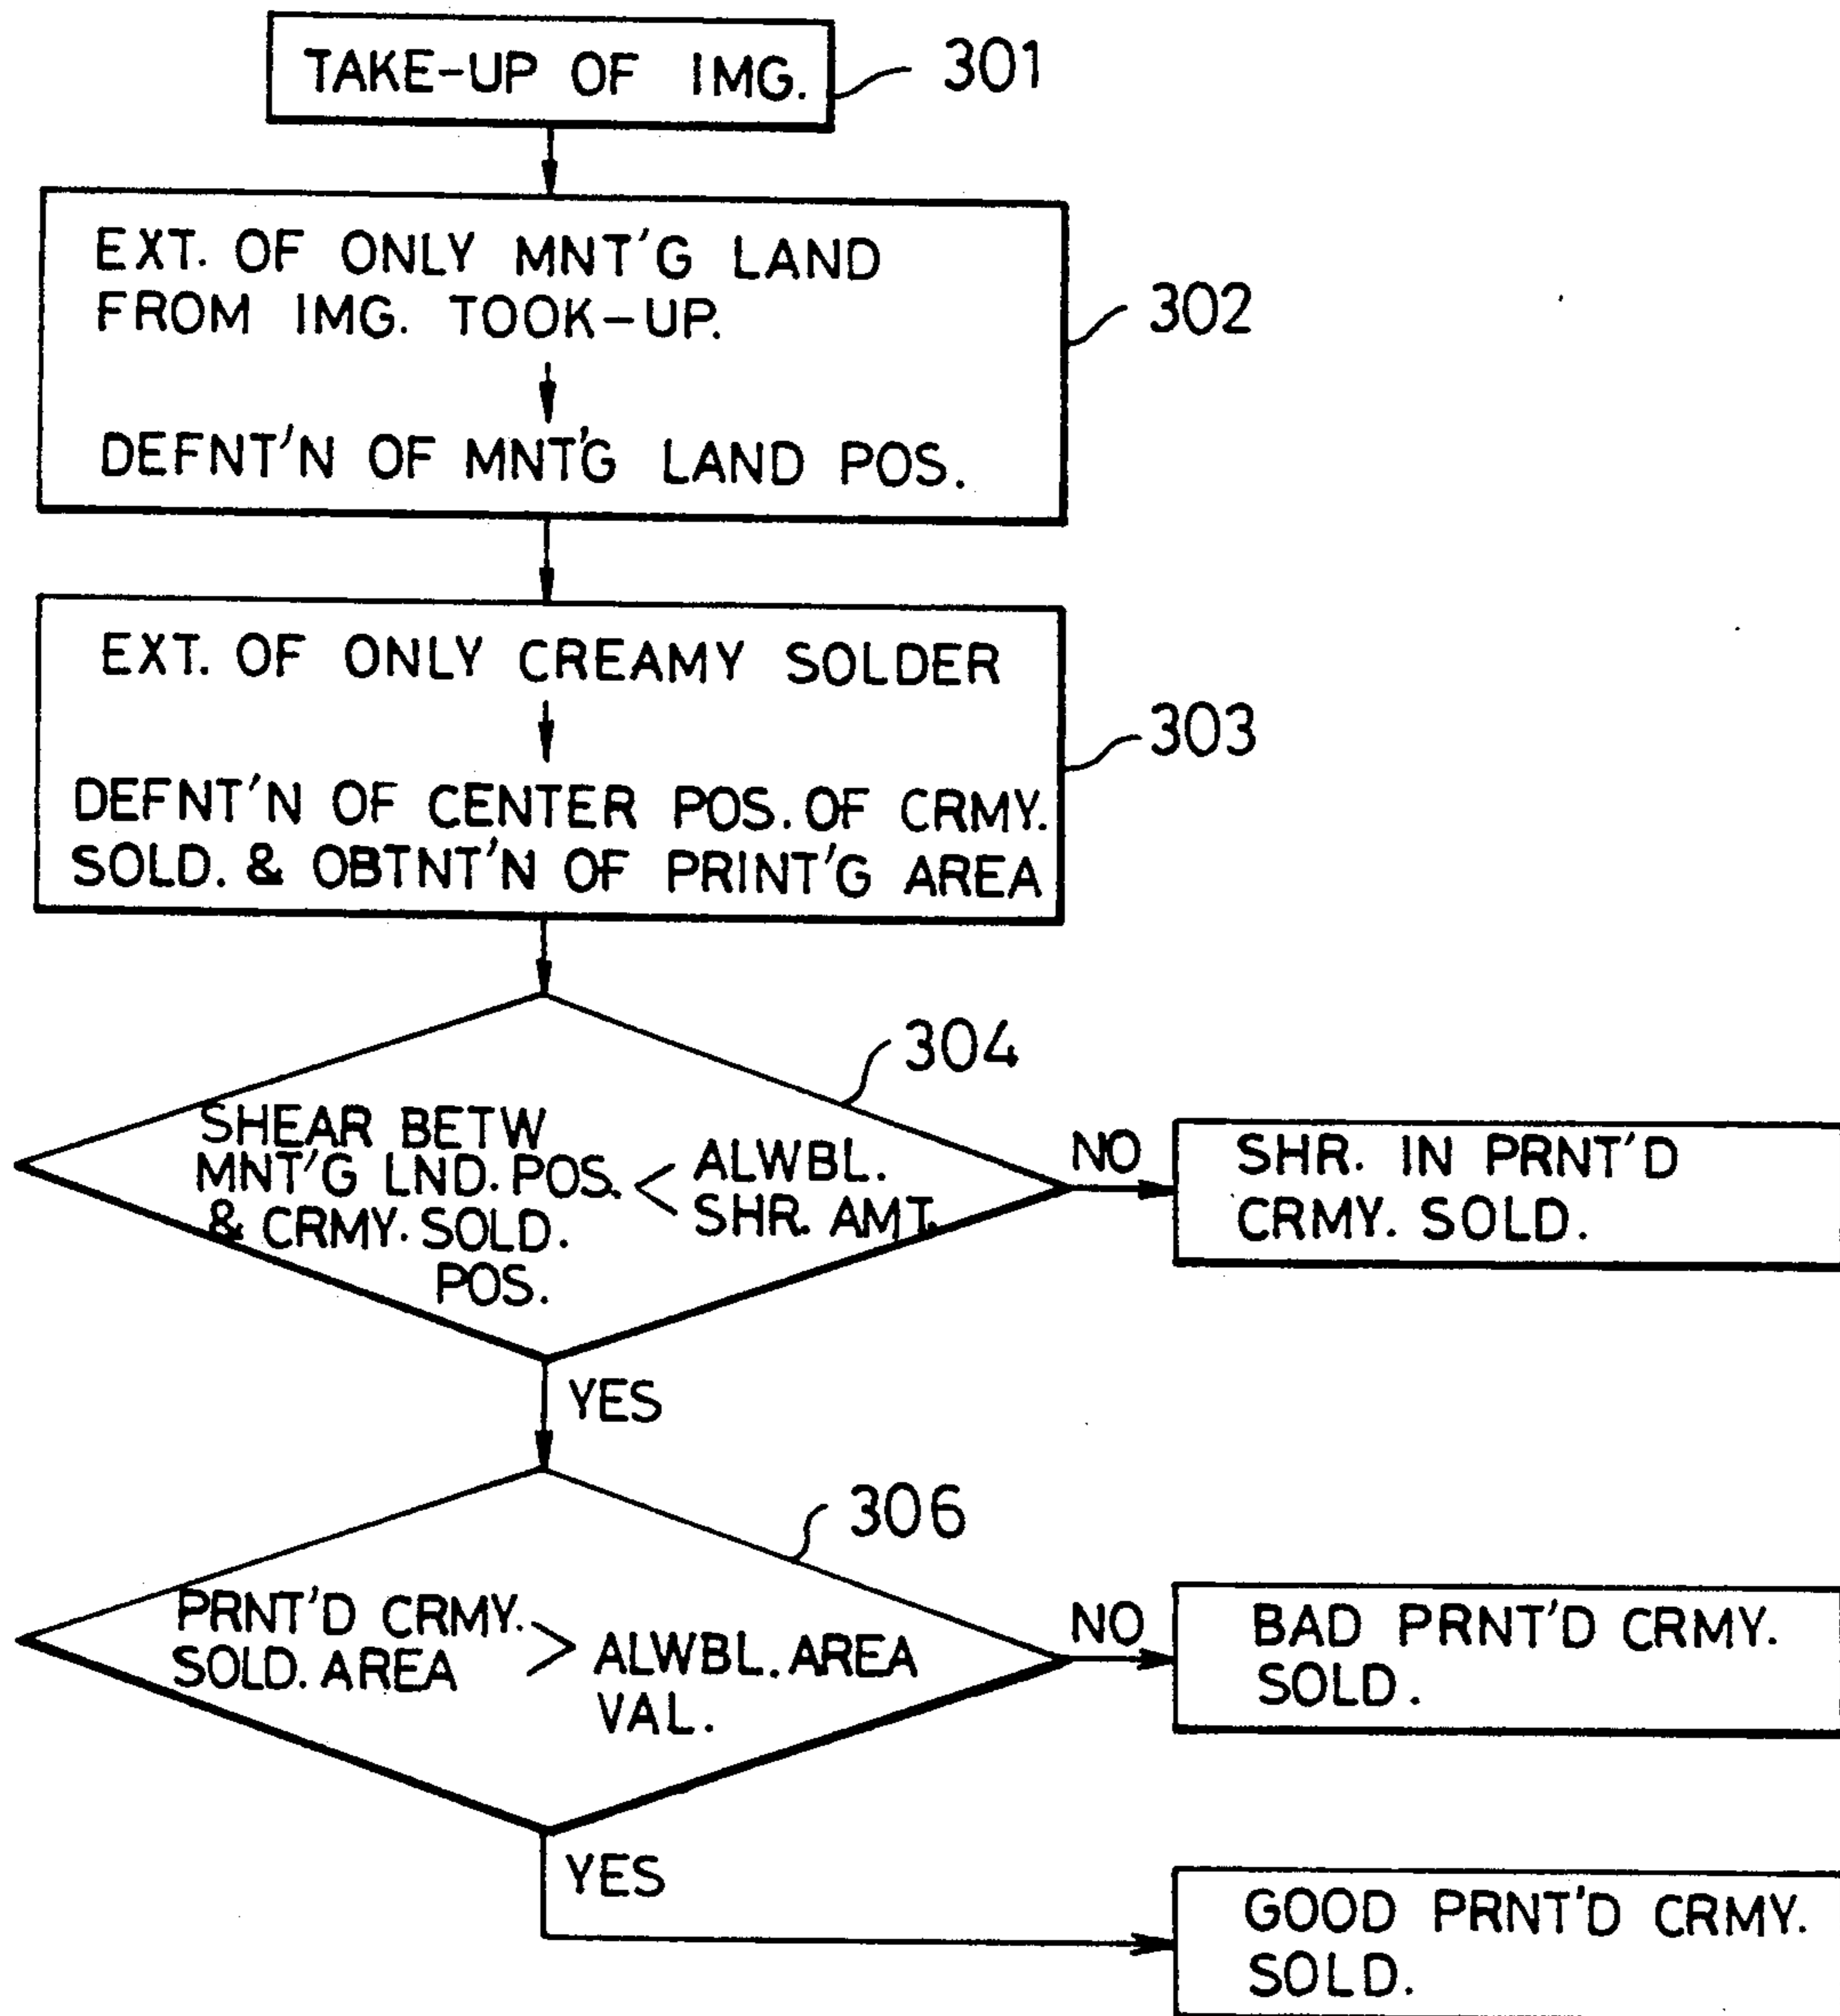 TAKE-UP OF IMG.
301
EXT. OF ONLY MNT'G LAND
FROM IMG. TOOK-UP.
302
DEFNT'N OF MNT'G LAND POS.
EXT. OF ONLY CREAMY SOLDER
303
DEFNT'N OF CENTER POS. OF CRMY.
SOLD. & OBTNT'N OF PRINT'G AREA
304
SHEAR BETW
MNT'G LND. POS.
& CRMY. SOLD.
POS.
<
ALWBL.
SHR. AMT.
NO
SHR. IN PRNT'D
CRMY. SOLD.
YES
306
PRNT'D CRMY.
SOLD. AREA
>
ALWBL. AREA
VAL.
NO
BAD PRNT'D CRMY.
SOLD.
YES
GOOD PRNT'D CRMY.
SOLD.